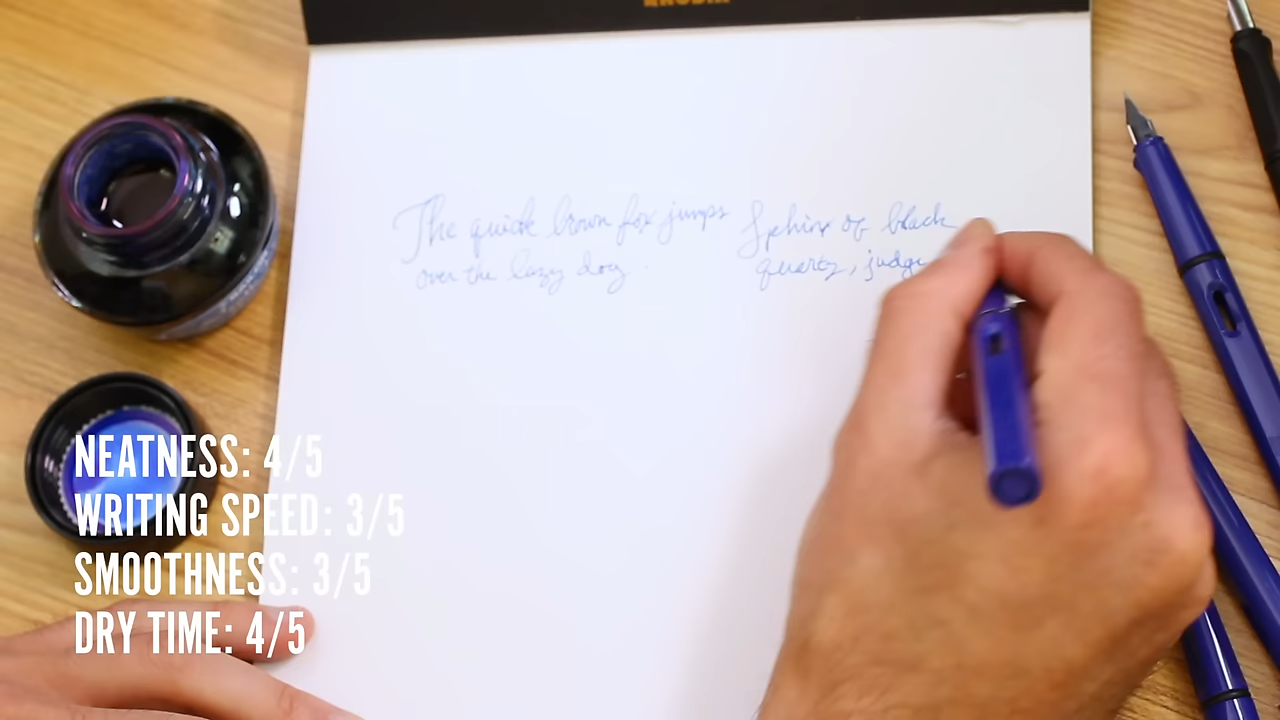 RHODIA
The quick brown fox jumps
over the lazy dog.
Sphinx of black
quartz, judge
NEATNESS: 4/5
WRITING SPEED: 3/5
SMOOTHNESS: 3/5
DRY TIME: 4/5